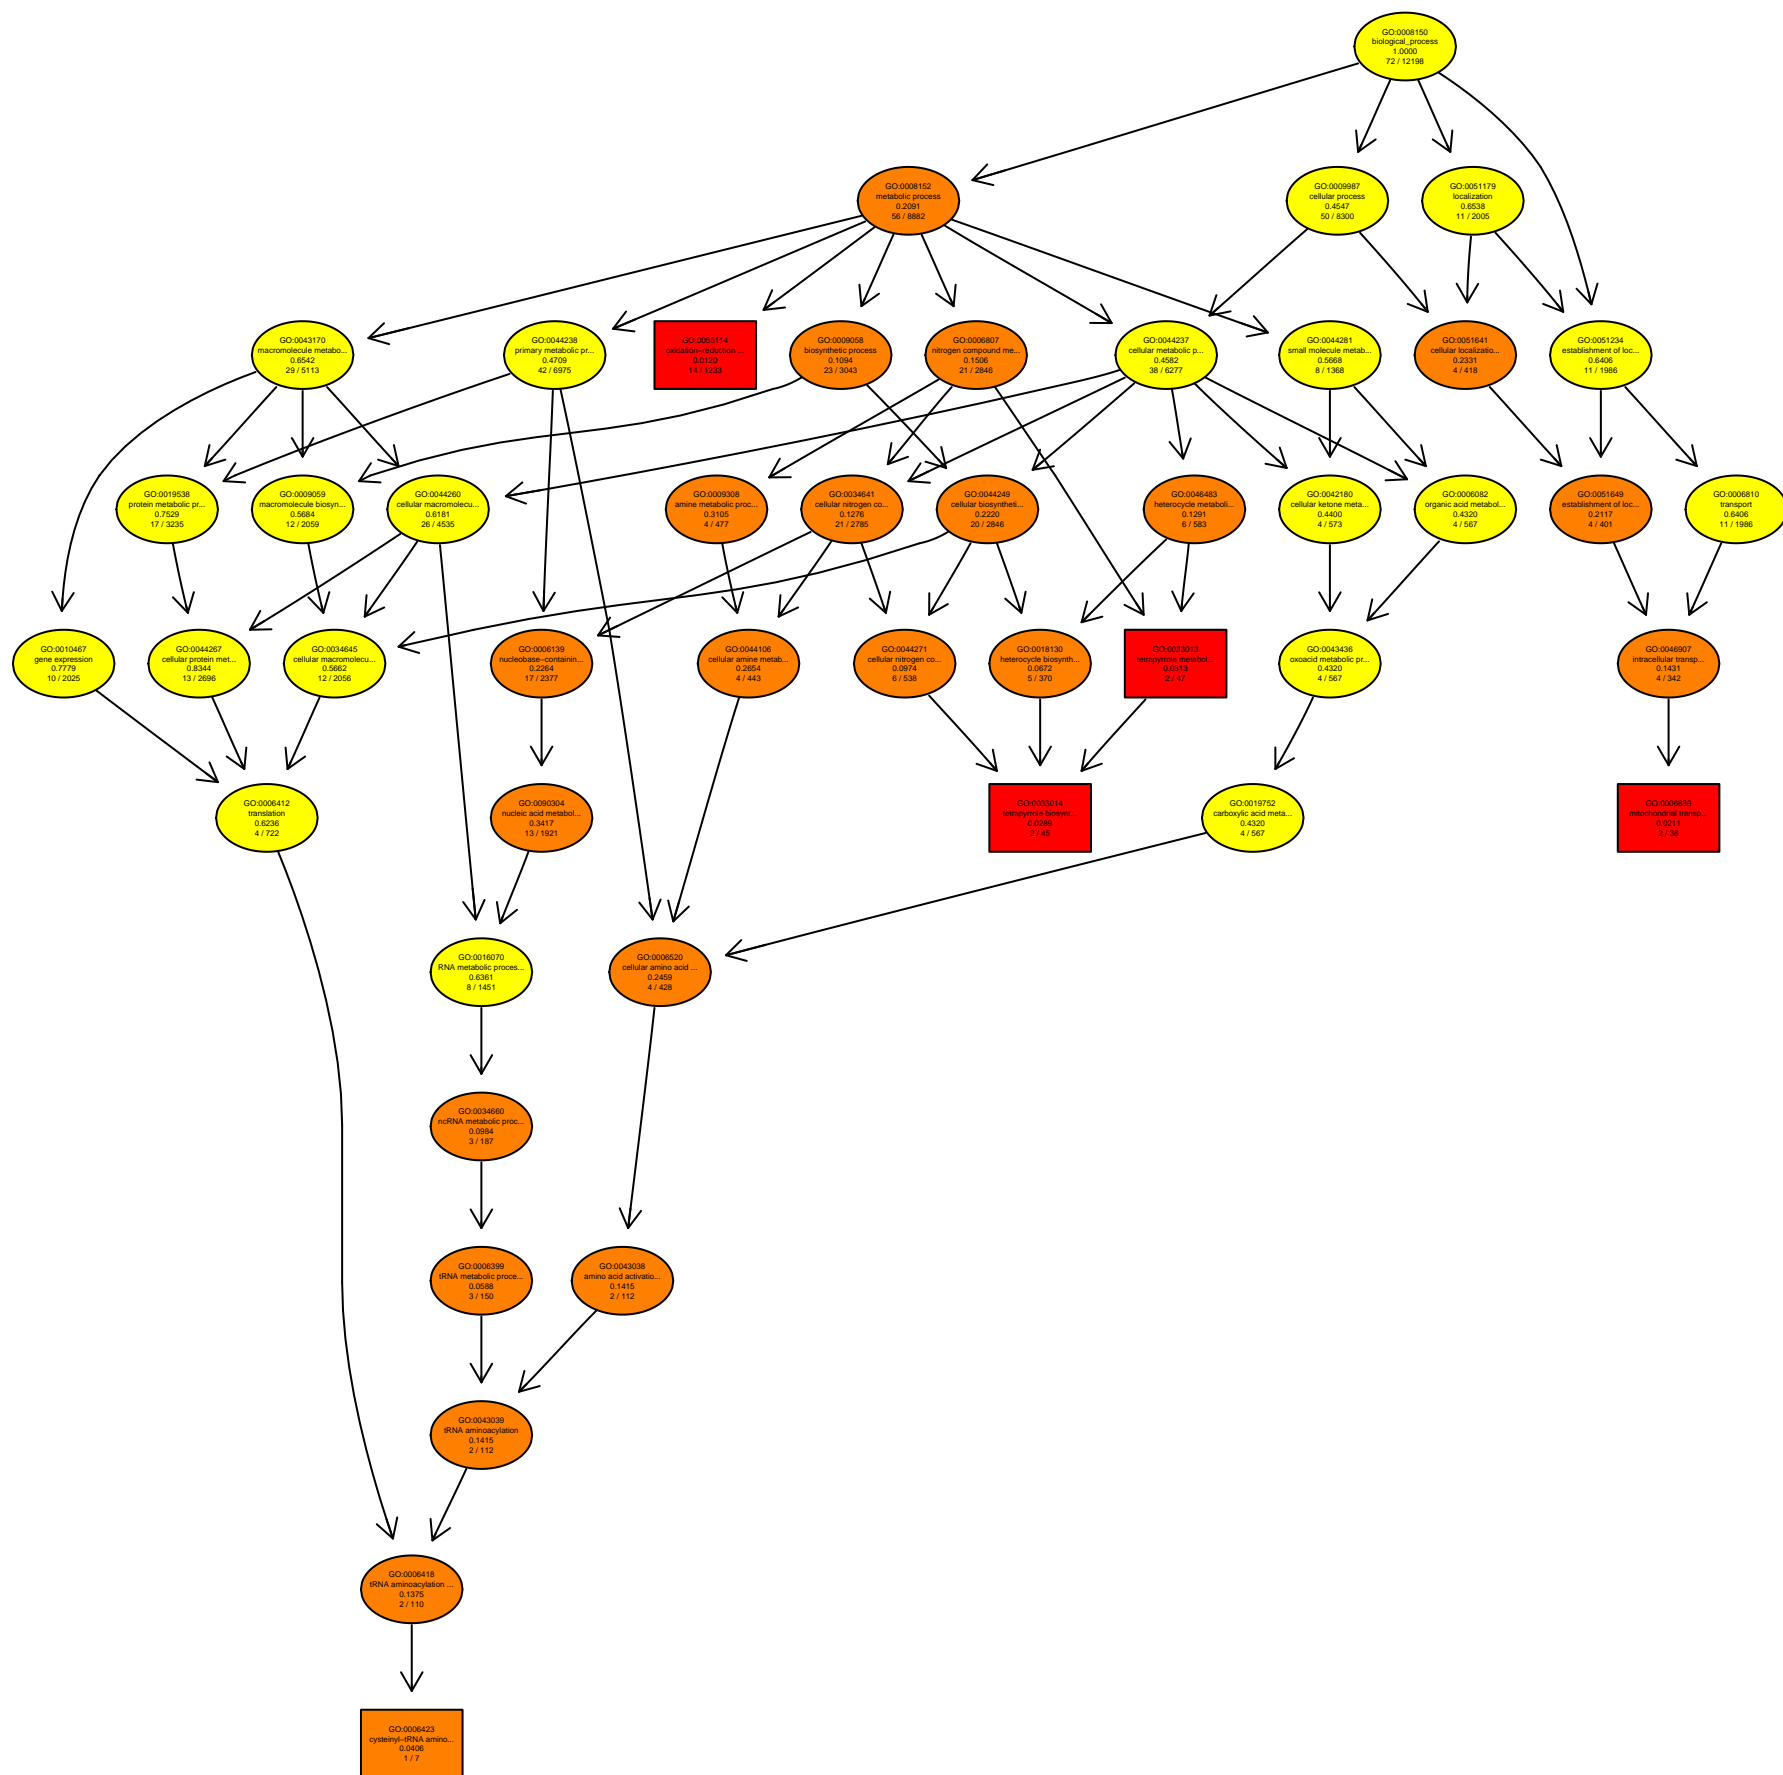 GO:0008150
biological_process
1.0000
72 / 12198
GO:0008152
metabolic process
0.2091
56 / 8882
GO:0009987
cellular process
0.4547
50 / 8300
GO:0051179
localization
0.6538
11 / 2005
GO:0043170
macromolecule metabo...
0.6542
29 / 5113
GO:0044238
primary metabolic pr...
0.4709
42 / 6975
GO:0055114
oxidation−reduction ...
0.0120
14 / 1233
GO:0009058
biosynthetic process
0.1094
23 / 3043
GO:0006807
nitrogen compound me...
0.1506
21 / 2846
GO:0044237
cellular metabolic p...
0.4582
38 / 6277
GO:0044281
small molecule metab...
0.5668
8 / 1368
GO:0051641
cellular localizatio...
0.2331
4 / 418
GO:0051234
establishment of loc...
0.6406
11 / 1986
GO:0019538
protein metabolic pr...
0.7529
17 / 3235
GO:0009059
macromolecule biosyn...
0.5684
12 / 2059
GO:0044260
cellular macromolecu...
0.6181
26 / 4535
GO:0009308
amine metabolic proc...
0.3105
4 / 477
GO:0034641
cellular nitrogen co...
0.1276
21 / 2785
GO:0044249
cellular biosyntheti...
0.2220
20 / 2846
GO:0046483
heterocycle metaboli...
0.1291
6 / 583
GO:0042180
cellular ketone meta...
0.4400
4 / 573
GO:0006082
organic acid metabol...
0.4320
4 / 567
GO:0051649
establishment of loc...
0.2117
4 / 401
GO:0006810
transport
0.6406
11 / 1986
GO:0010467
gene expression
0.7779
10 / 2025
GO:0044267
cellular protein met...
0.8344
13 / 2696
GO:0034645
cellular macromolecu...
0.5662
12 / 2056
GO:0006139
nucleobase−containin...
0.2264
17 / 2377
GO:0044106
cellular amine metab...
0.2654
4 / 443
GO:0044271
cellular nitrogen co...
0.0974
6 / 538
GO:0018130
heterocycle biosynth...
0.0672
5 / 370
GO:0033013
tetrapyrrole metabol...
0.0313
2 / 47
GO:0043436
oxoacid metabolic pr...
0.4320
4 / 567
GO:0046907
intracellular transp...
0.1431
4 / 342
GO:0006412
translation
0.6236
4 / 722
GO:0090304
nucleic acid metabol...
0.3417
13 / 1921
GO:0033014
tetrapyrrole biosynt...
0.0289
2 / 45
GO:0019752
carboxylic acid meta...
0.4320
4 / 567
GO:0006839
mitochondrial transp...
0.0211
2 / 38
GO:0016070
RNA metabolic proces...
0.6361
8 / 1451
GO:0006520
cellular amino acid ...
0.2459
4 / 428
GO:0034660
ncRNA metabolic proc...
0.0984
3 / 187
GO:0006399
tRNA metabolic proce...
0.0588
3 / 150
GO:0043038
amino acid activatio...
0.1415
2 / 112
GO:0043039
tRNA aminoacylation
0.1415
2 / 112
GO:0006418
tRNA aminoacylation ...
0.1375
2 / 110
GO:0006423
cysteinyl−tRNA amino...
0.0406
1 / 7